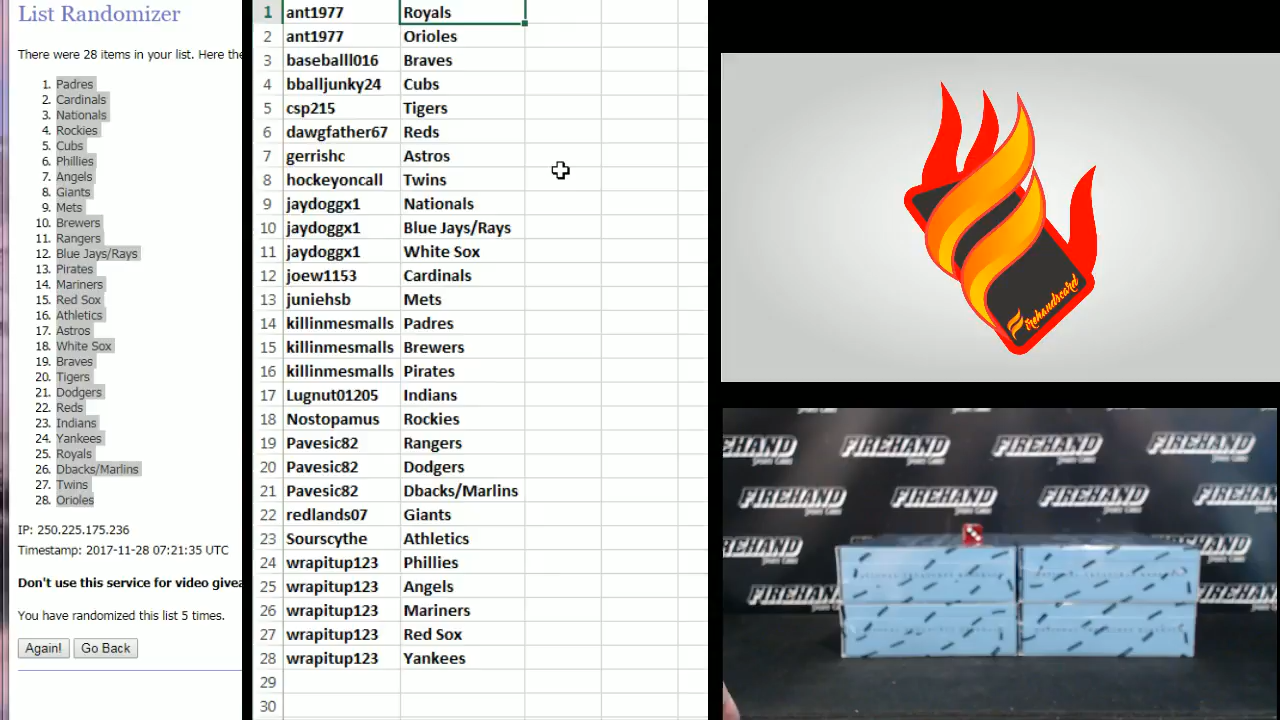 List Randomizer
There were 28 items in your list. Here the
1. Padres
2. Cardinals
3. Nationals
4. Rockies
5. Cubs
6. Phillies
7. Angels
8. Giants
9. Mets
10. Brewers
11. Rangers
12. Blue Jays/Rays
13. Pirates
14. Mariners
15. Red Sox
16. Athletics
17. Astros
18. White Sox
19. Braves
20. Tigers
21. Dodgers
22. Reds
23. Indians
24. Yankees
25. Royals
26. Dbacks/Marlins
27. Twins
28. Orioles
IP: 250.225.175.236
Timestamp: 2017-11-28 07:21:35 UTC
Don't use this service for video givea
You have randomized this list 5 times.
Again! Go Back
1 ant1977 Royals
2 ant1977 Orioles
3 baseballl016 Braves
4 bballjunky24 Cubs
5 csp215 Tigers
6 dawgfather67 Reds
7 gerrishc Astros
8 hockeyoncall Twins
9 jaydoggx1 Nationals
10 jaydoggx1 Blue Jays/Rays
11 jaydoggx1 White Sox
12 joew1153 Cardinals
13 juniehsb Mets
14 killinmesmalls Padres
15 killinmesmalls Brewers
16 killinmesmalls Pirates
17 Lugnut01205 Indians
18 Nostopamus Rockies
19 Pavesic82 Rangers
20 Pavesic82 Dodgers
21 Pavesic82 Dbacks/Marlins
22 redlands07 Giants
23 Sourscythe Athletics
24 wrapitup123 Phillies
25 wrapitup123 Angels
26 wrapitup123 Mariners
27 wrapitup123 Red Sox
28 wrapitup123 Yankees
29
30
firehandscard
FIREHAND FIREHAND FIREHAND FIREHAND
FIREHAND FIREHAND FIREHAND FIREHAND
FIREHAND FIREHAND
FIREHAND FIREHAND